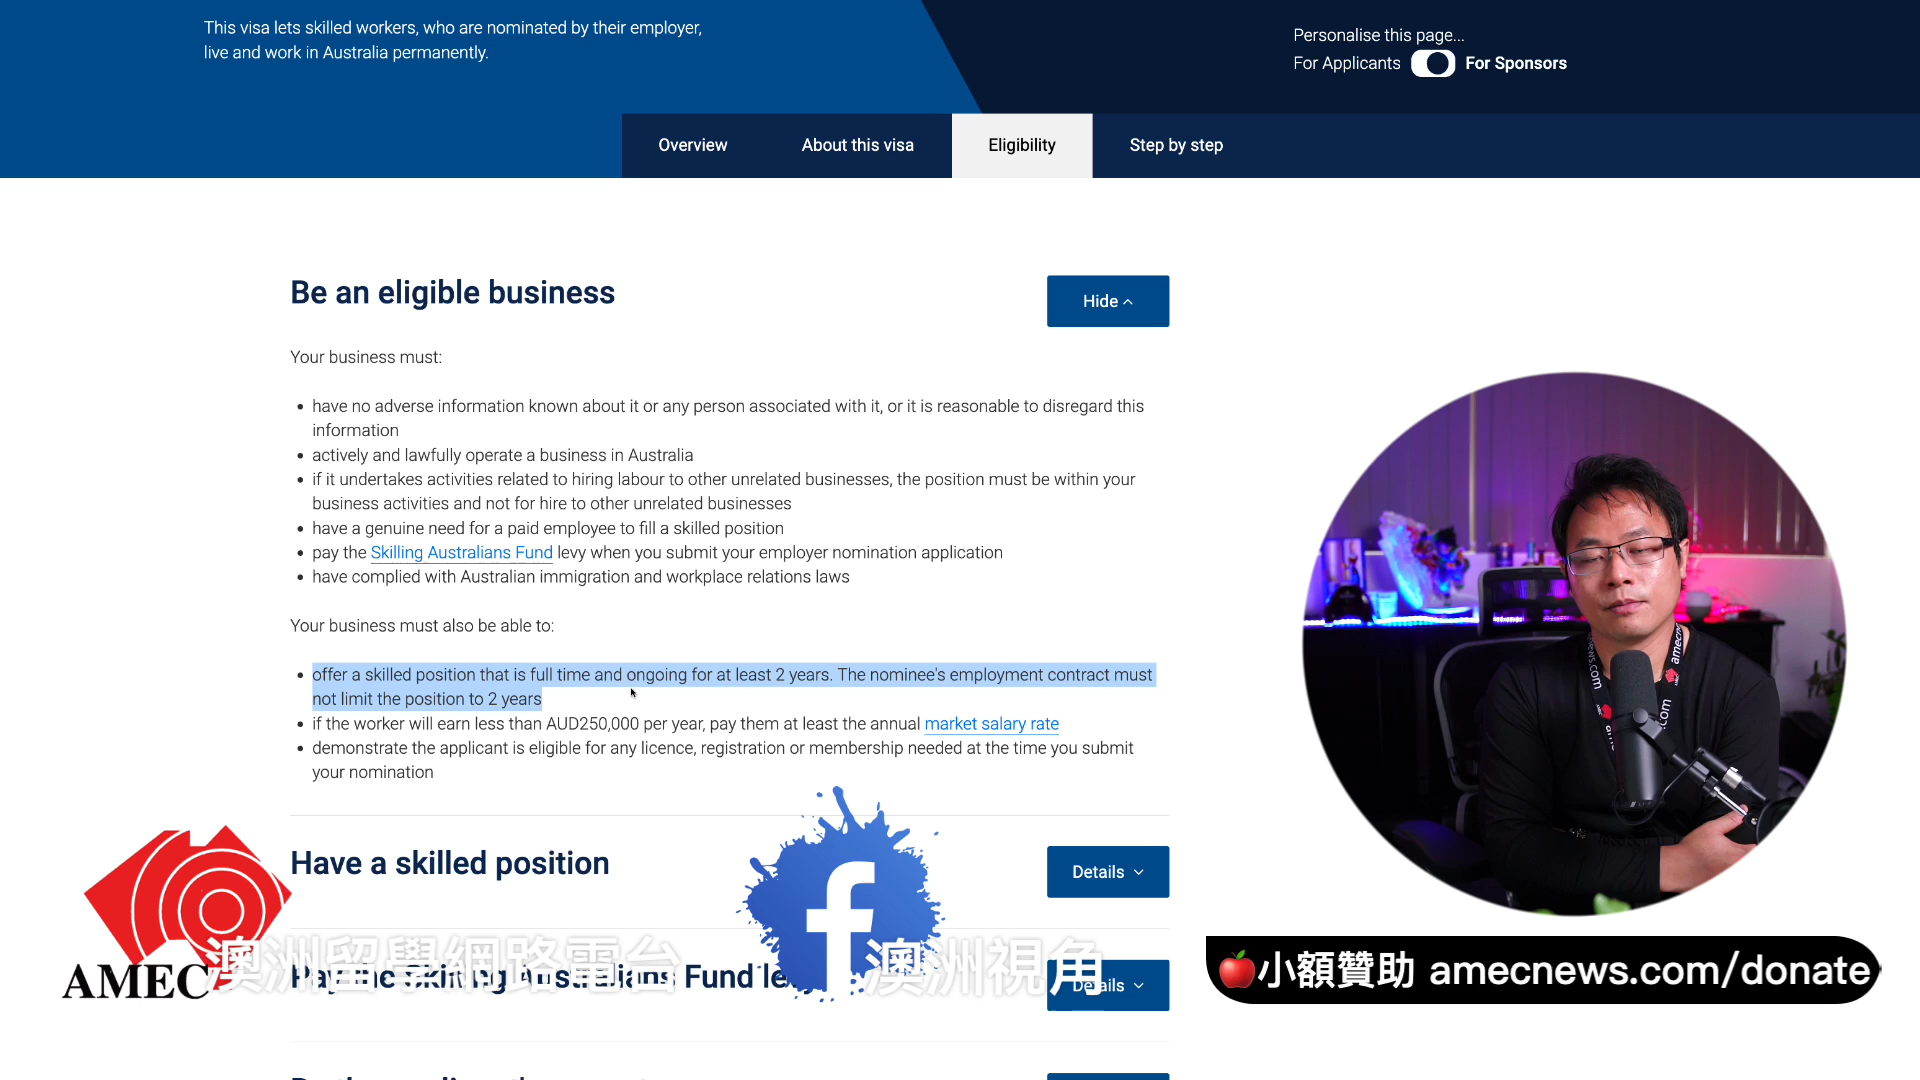 This visa lets skilled workers, who are nominated by their employer,
live and work in Australia permanently.
Personalise this page...
For Applicants For Sponsors
Overview About this visa Eligibility Step by step
Be an eligible business
Hide
Your business must:
have no adverse information known about it or any person associated with it, or it is reasonable to disregard this
information
actively and lawfully operate a business in Australia
if it undertakes activities related to hiring labour to other unrelated businesses, the position must be within your
business activities and not for hire to other unrelated businesses
have a genuine need for a paid employee to fill a skilled position
pay the Skilling Australians Fund levy when you submit your employer nomination application
have complied with Australian immigration and workplace relations laws
Your business must also be able to:
offer a skilled position that is full time and ongoing for at least 2 years. The nominee's employment contract must
not limit the position to 2 years
if the worker will earn less than AUD250,000 per year, pay them at least the annual market salary rate
demonstrate the applicant is eligible for any licence, registration or membership needed at the time you submit
your nomination
Have a skilled position
Details
Pay the Skilling Australians Fund levy
Details
AMEC
澳洲留學網路電台
f
澳洲視角
小額贊助 amecnews.com/donate
news.com
amecn
.com